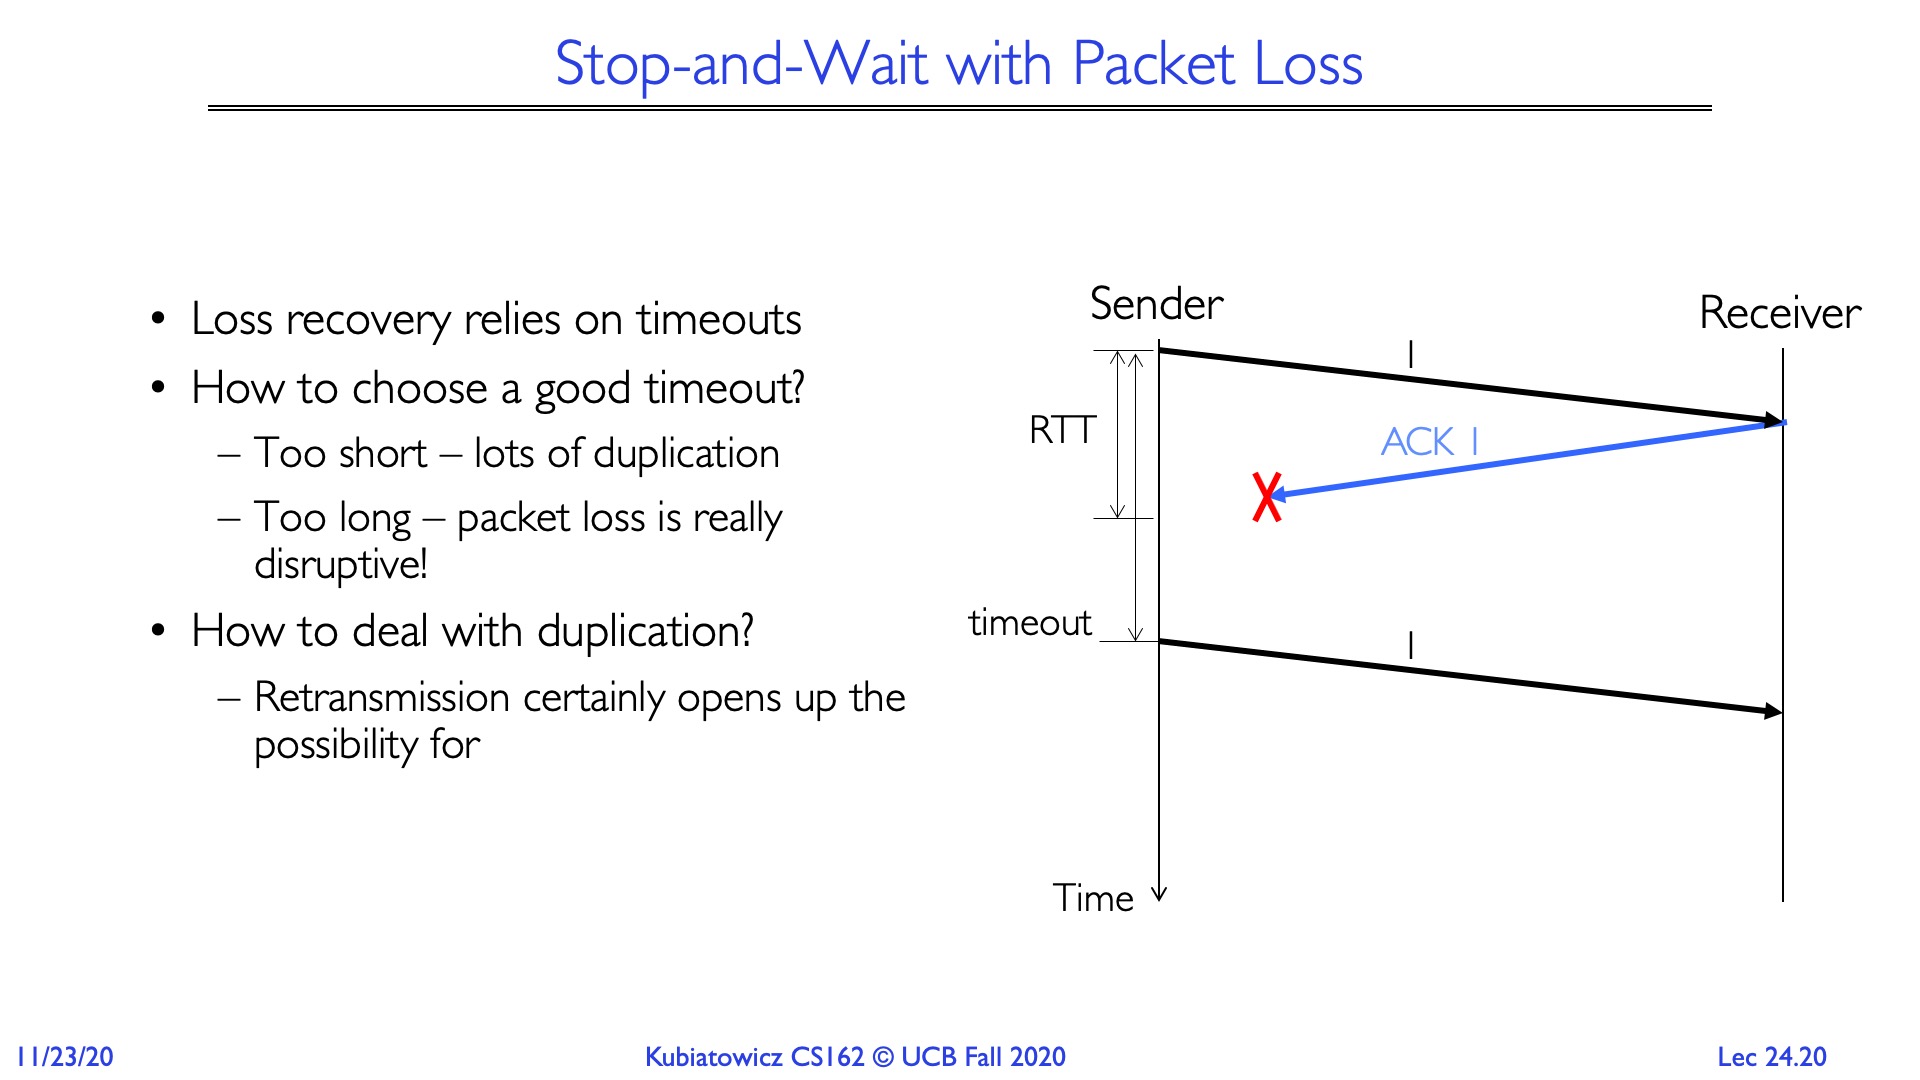 Stop-and-Wait with Packet Loss
• Loss recovery relies on timeouts
• How to choose a good timeout?
– Too short – lots of duplication
– Too long – packet loss is really
disruptive!
• How to deal with duplication?
– Retransmission certainly opens up the
possibility for
Sender
Receiver
1
RTT
ACK 1
timeout
1
Time
11/23/20
Kubiatowicz CS162 © UCB Fall 2020
Lec 24.20